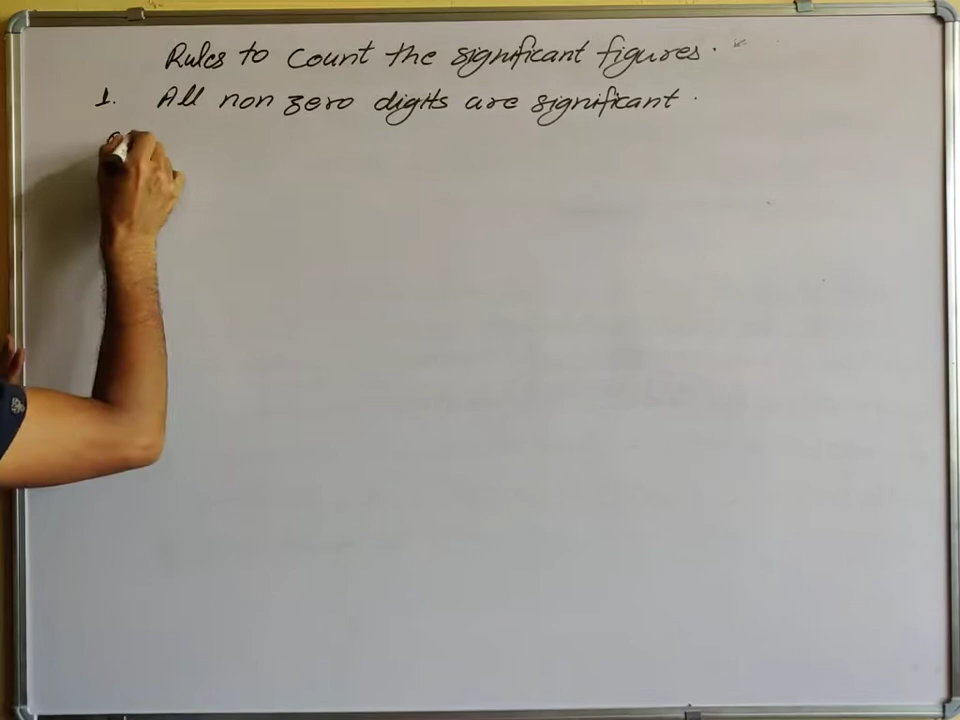 Rules to Count the significant figures.
1. All non zero digits are significant.